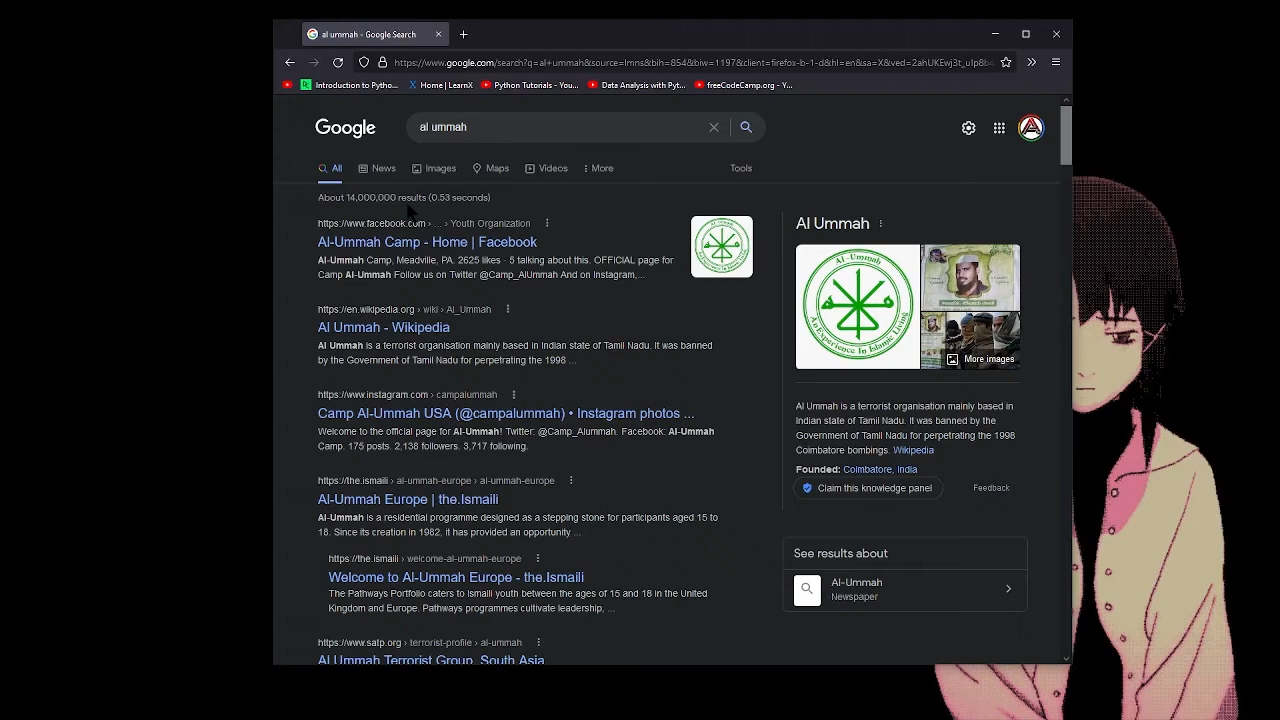 al ummah - Google Search
https://www.google.com/search?q=al+ummah&source=lmns&bih=854&biw=1197&client=firefox-b-1-d&hl=en&sa=X&ved=2ahUKEwj3t_ulp8b
Introduction to Pytho...
Home | LearnX
Python Tutorials - You...
Data Analysis with Pyt...
freeCodeCamp.org - Y...
Google
al ummah
All
News
Images
Maps
Videos
More
Tools
About 14,000,000 results (0.53 seconds)
https://www.facebook.com › ... › Youth Organization
Al-Ummah Camp - Home | Facebook
Al-Ummah Camp, Meadville, PA. 2625 likes · 5 talking about this. OFFICIAL page for
Camp Al-Ummah Follow us on Twitter @Camp_AlUmmah And on Instagram,...
https://en.wikipedia.org › wiki › Al_Ummah
Al Ummah - Wikipedia
Al Ummah is a terrorist organisation mainly based in Indian state of Tamil Nadu. It was banned
by the Government of Tamil Nadu for perpetrating the 1998 ...
https://www.instagram.com › campalummah
Camp Al-Ummah USA (@campalummah) • Instagram photos ...
Welcome to the official page for Al-Ummah! Twitter: @Camp_Alummah. Facebook: Al-Ummah
Camp. 175 posts. 2,138 followers. 3,717 following.
https://the.ismaili › al-ummah-europe › al-ummah-europe
Al-Ummah Europe | the.Ismaili
Al-Ummah is a residential programme designed as a stepping stone for participants aged 15 to
18. Since its creation in 1982, it has provided an opportunity ...
https://the.ismaili › welcome-al-ummah-europe
Welcome to Al-Ummah Europe - the.Ismaili
The Pathways Portfolio caters to Ismaili youth between the ages of 15 and 18 in the United
Kingdom and Europe. Pathways programmes cultivate leadership, ...
https://www.satp.org › terrorist-profile › al-ummah
Al Ummah Terrorist Group, South Asia
Al Ummah
Al-Ummah
An Experience In Islamic Living
More images
Al Ummah is a terrorist organisation mainly based in
Indian state of Tamil Nadu. It was banned by the
Government of Tamil Nadu for perpetrating the 1998
Coimbatore bombings. Wikipedia
Founded: Coimbatore, India
Claim this knowledge panel
Feedback
See results about
Al-Ummah
Newspaper